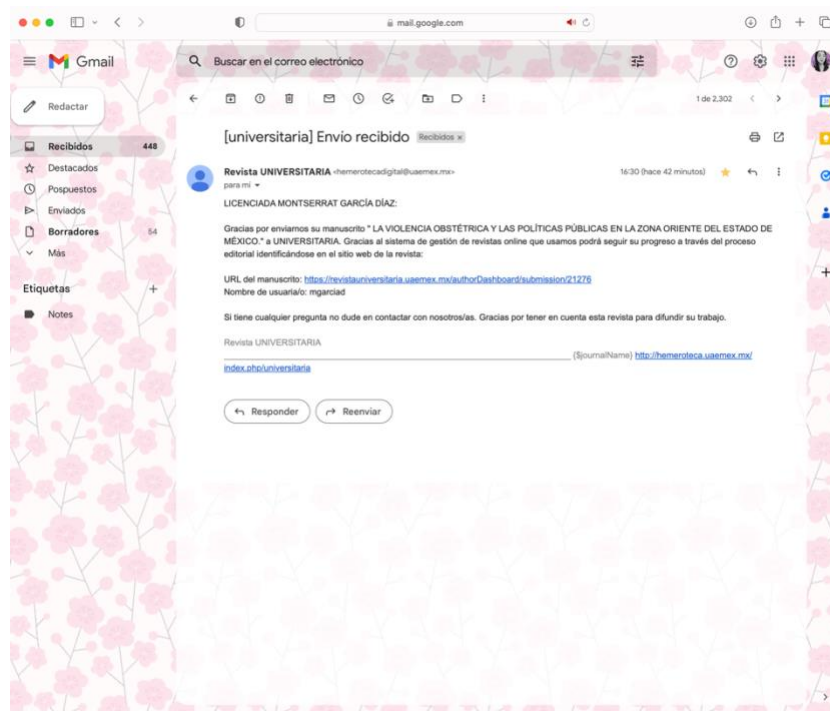 mail.google.com
Gmail
Buscar en el correo electrónico
Redactar
1 de 2,302
Recibidos 448
Destacados
Pospuestos
Enviados
Borradores 54
Más
Etiquetas
Notes
[universitaria] Envío recibido Recibidos x
Revista UNIVERSITARIA <hemerotecadigital@uaemex.mx> 16:30 (hace 42 minutos)
para mí
LICENCIADA MONTSERRAT GARCÍA DÍAZ:
Gracias por enviarnos su manuscrito " LA VIOLENCIA OBSTÉTRICA Y LAS POLÍTICAS PÚBLICAS EN LA ZONA ORIENTE DEL ESTADO DE
MÉXICO." a UNIVERSITARIA. Gracias al sistema de gestión de revistas online que usamos podrá seguir su progreso a través del proceso
editorial identificándose en el sitio web de la revista:
URL del manuscrito: https://revistauniversitaria.uaemex.mx/authorDashboard/submission/21276
Nombre de usuaria/o: mgarciad
Si tiene cualquier pregunta no dude en contactar con nosotros/as. Gracias por tener en cuenta esta revista para difundir su trabajo.
Revista UNIVERSITARIA
________________________________________________________________________ {$journalName} http://hemeroteca.uaemex.mx/
index.php/universitaria
Responder
Reenviar